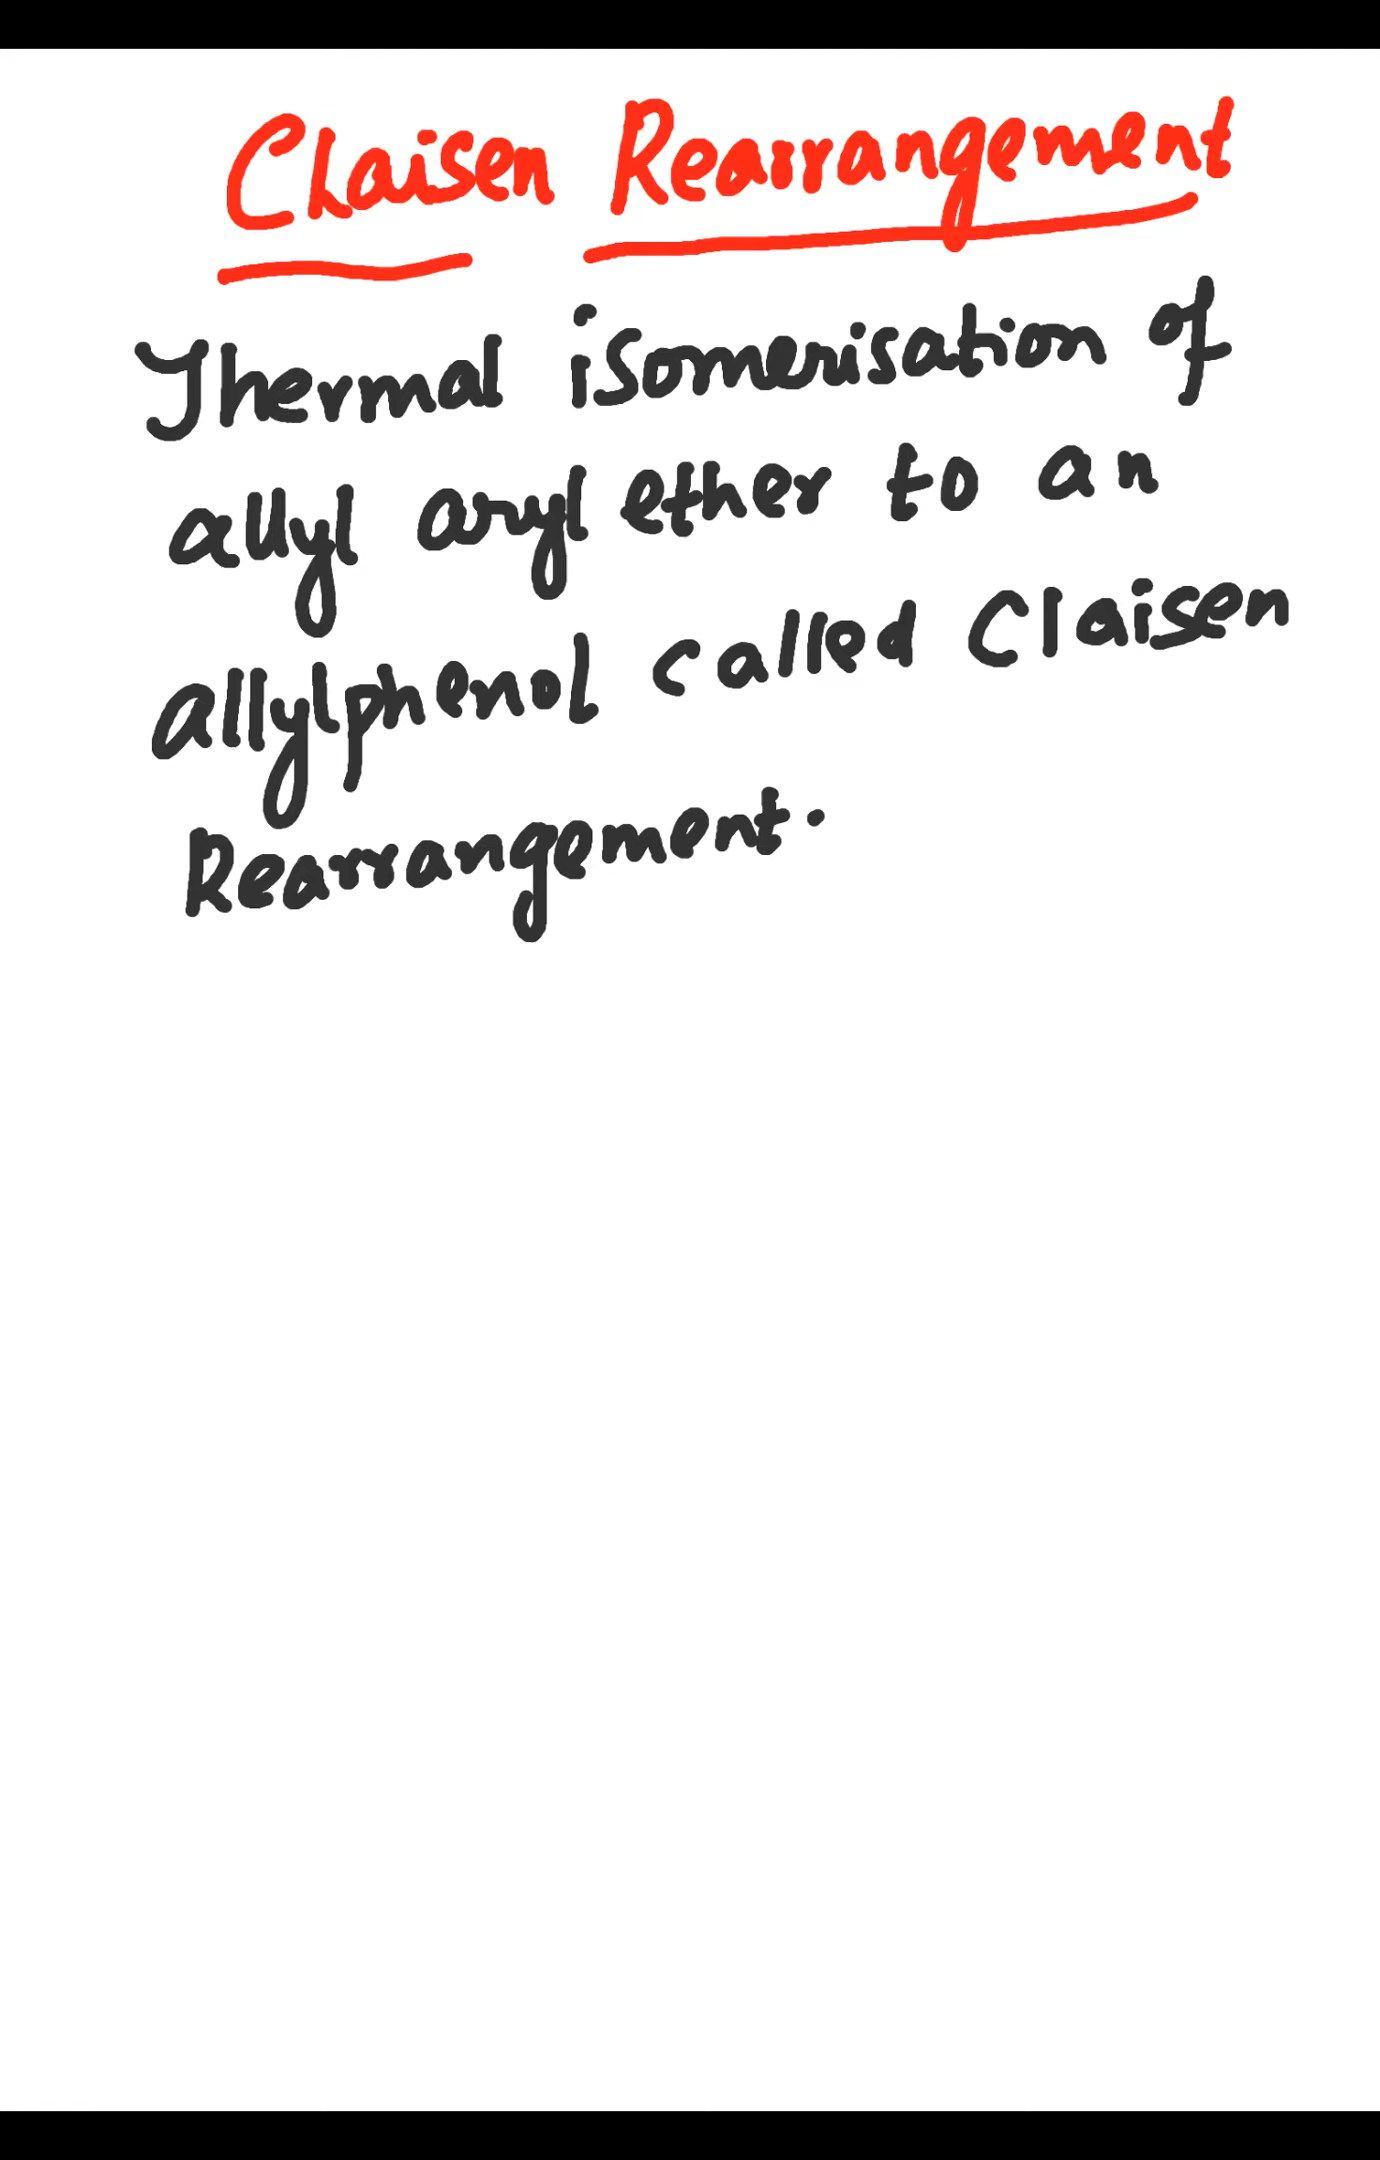 Claisen Rearrangement
Thermal isomerisation of
allyl aryl ether to an
allylphenol called Claisen
Rearrangement.